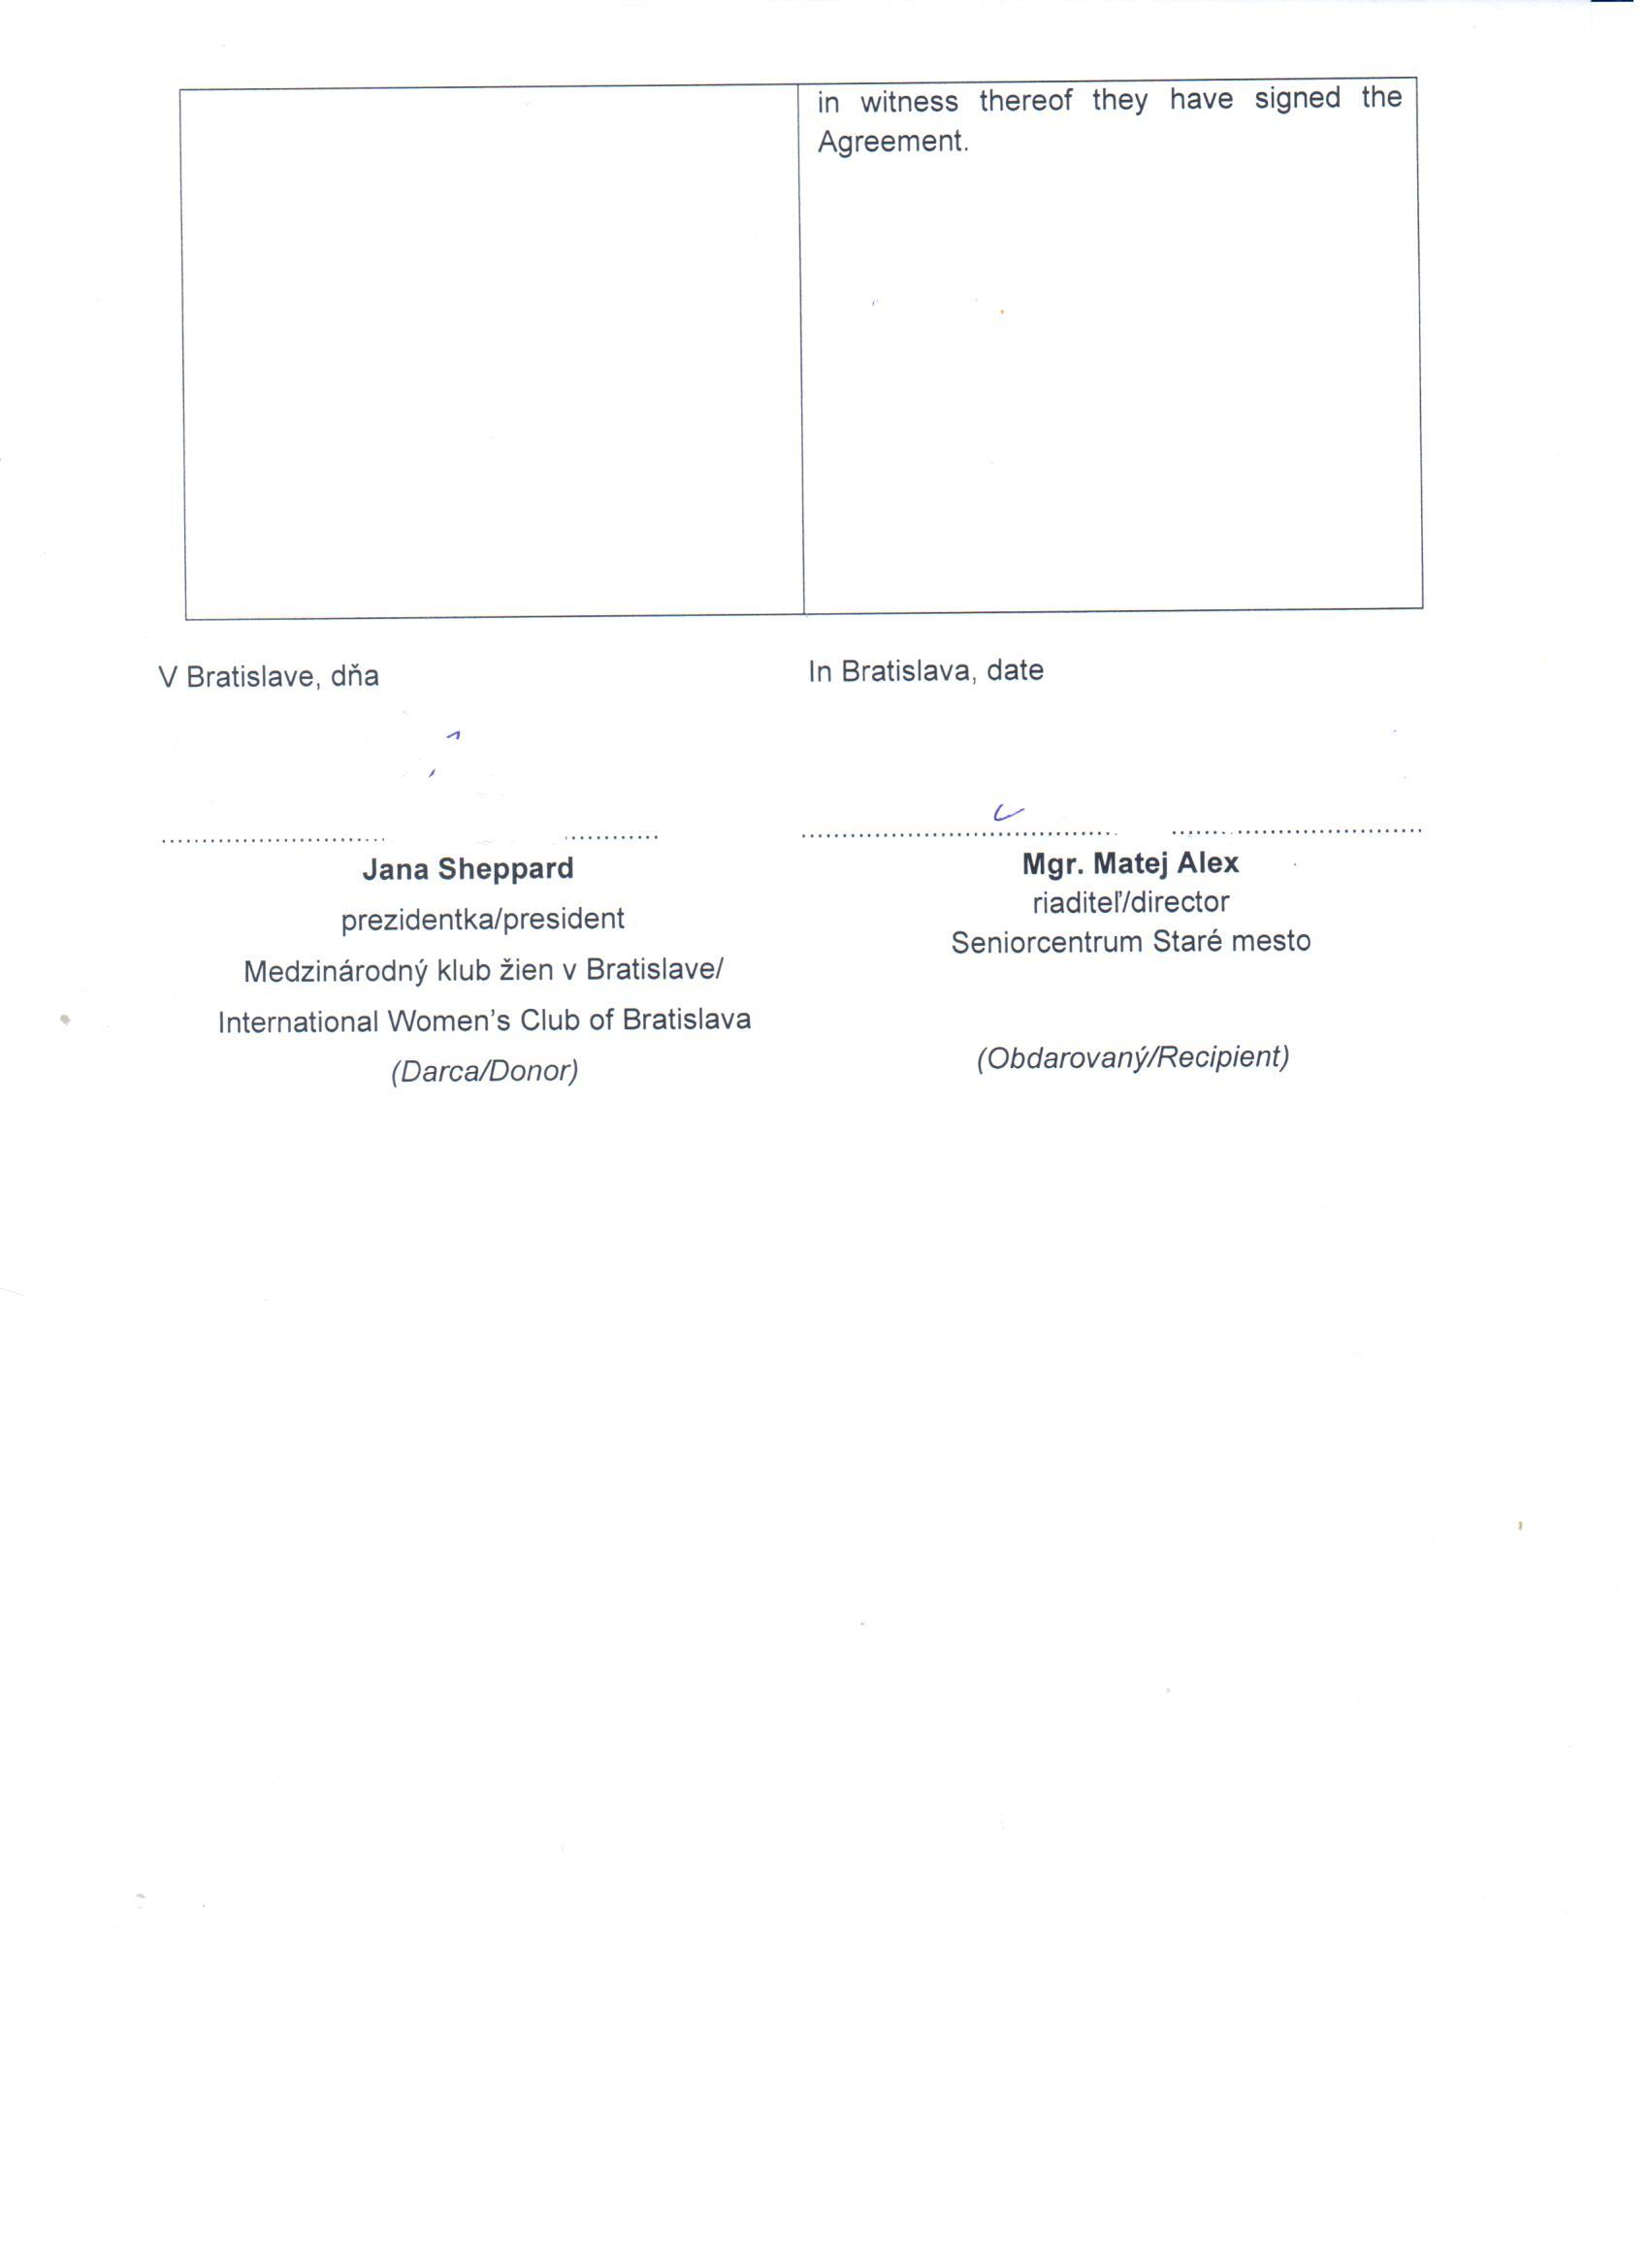 in witness thereof they have signed the
Agreement.
V Bratislave, dňa
In Bratislava, date
Jana Sheppard
prezidentka/president
Medzinárodný klub žien v Bratislave/
International Women's Club of Bratislava
(Darca/Donor)
Mgr. Matej Alex
riaditeľ/director
Seniorcentrum Staré mesto
(Obdarovaný/Recipient)